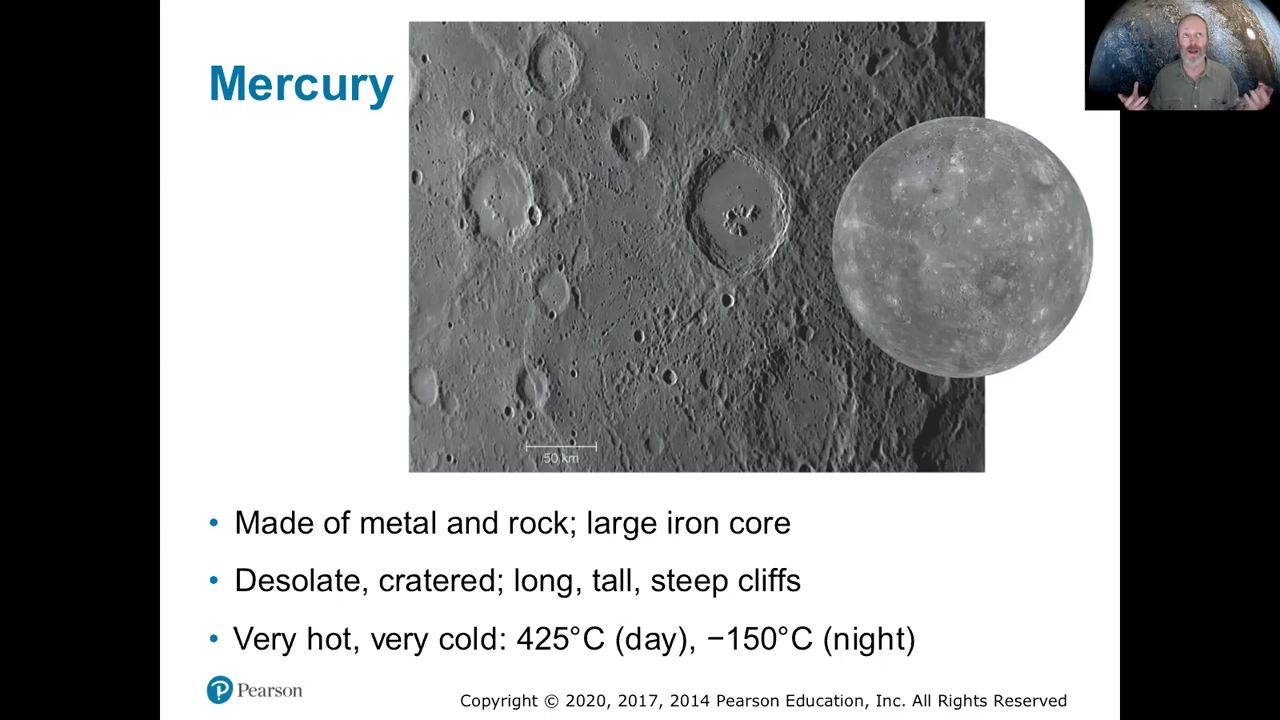 Mercury
50 km
• Made of metal and rock; large iron core
• Desolate, cratered; long, tall, steep cliffs
• Very hot, very cold: 425°C (day), −150°C (night)
P Pearson
Copyright © 2020, 2017, 2014 Pearson Education, Inc. All Rights Reserved